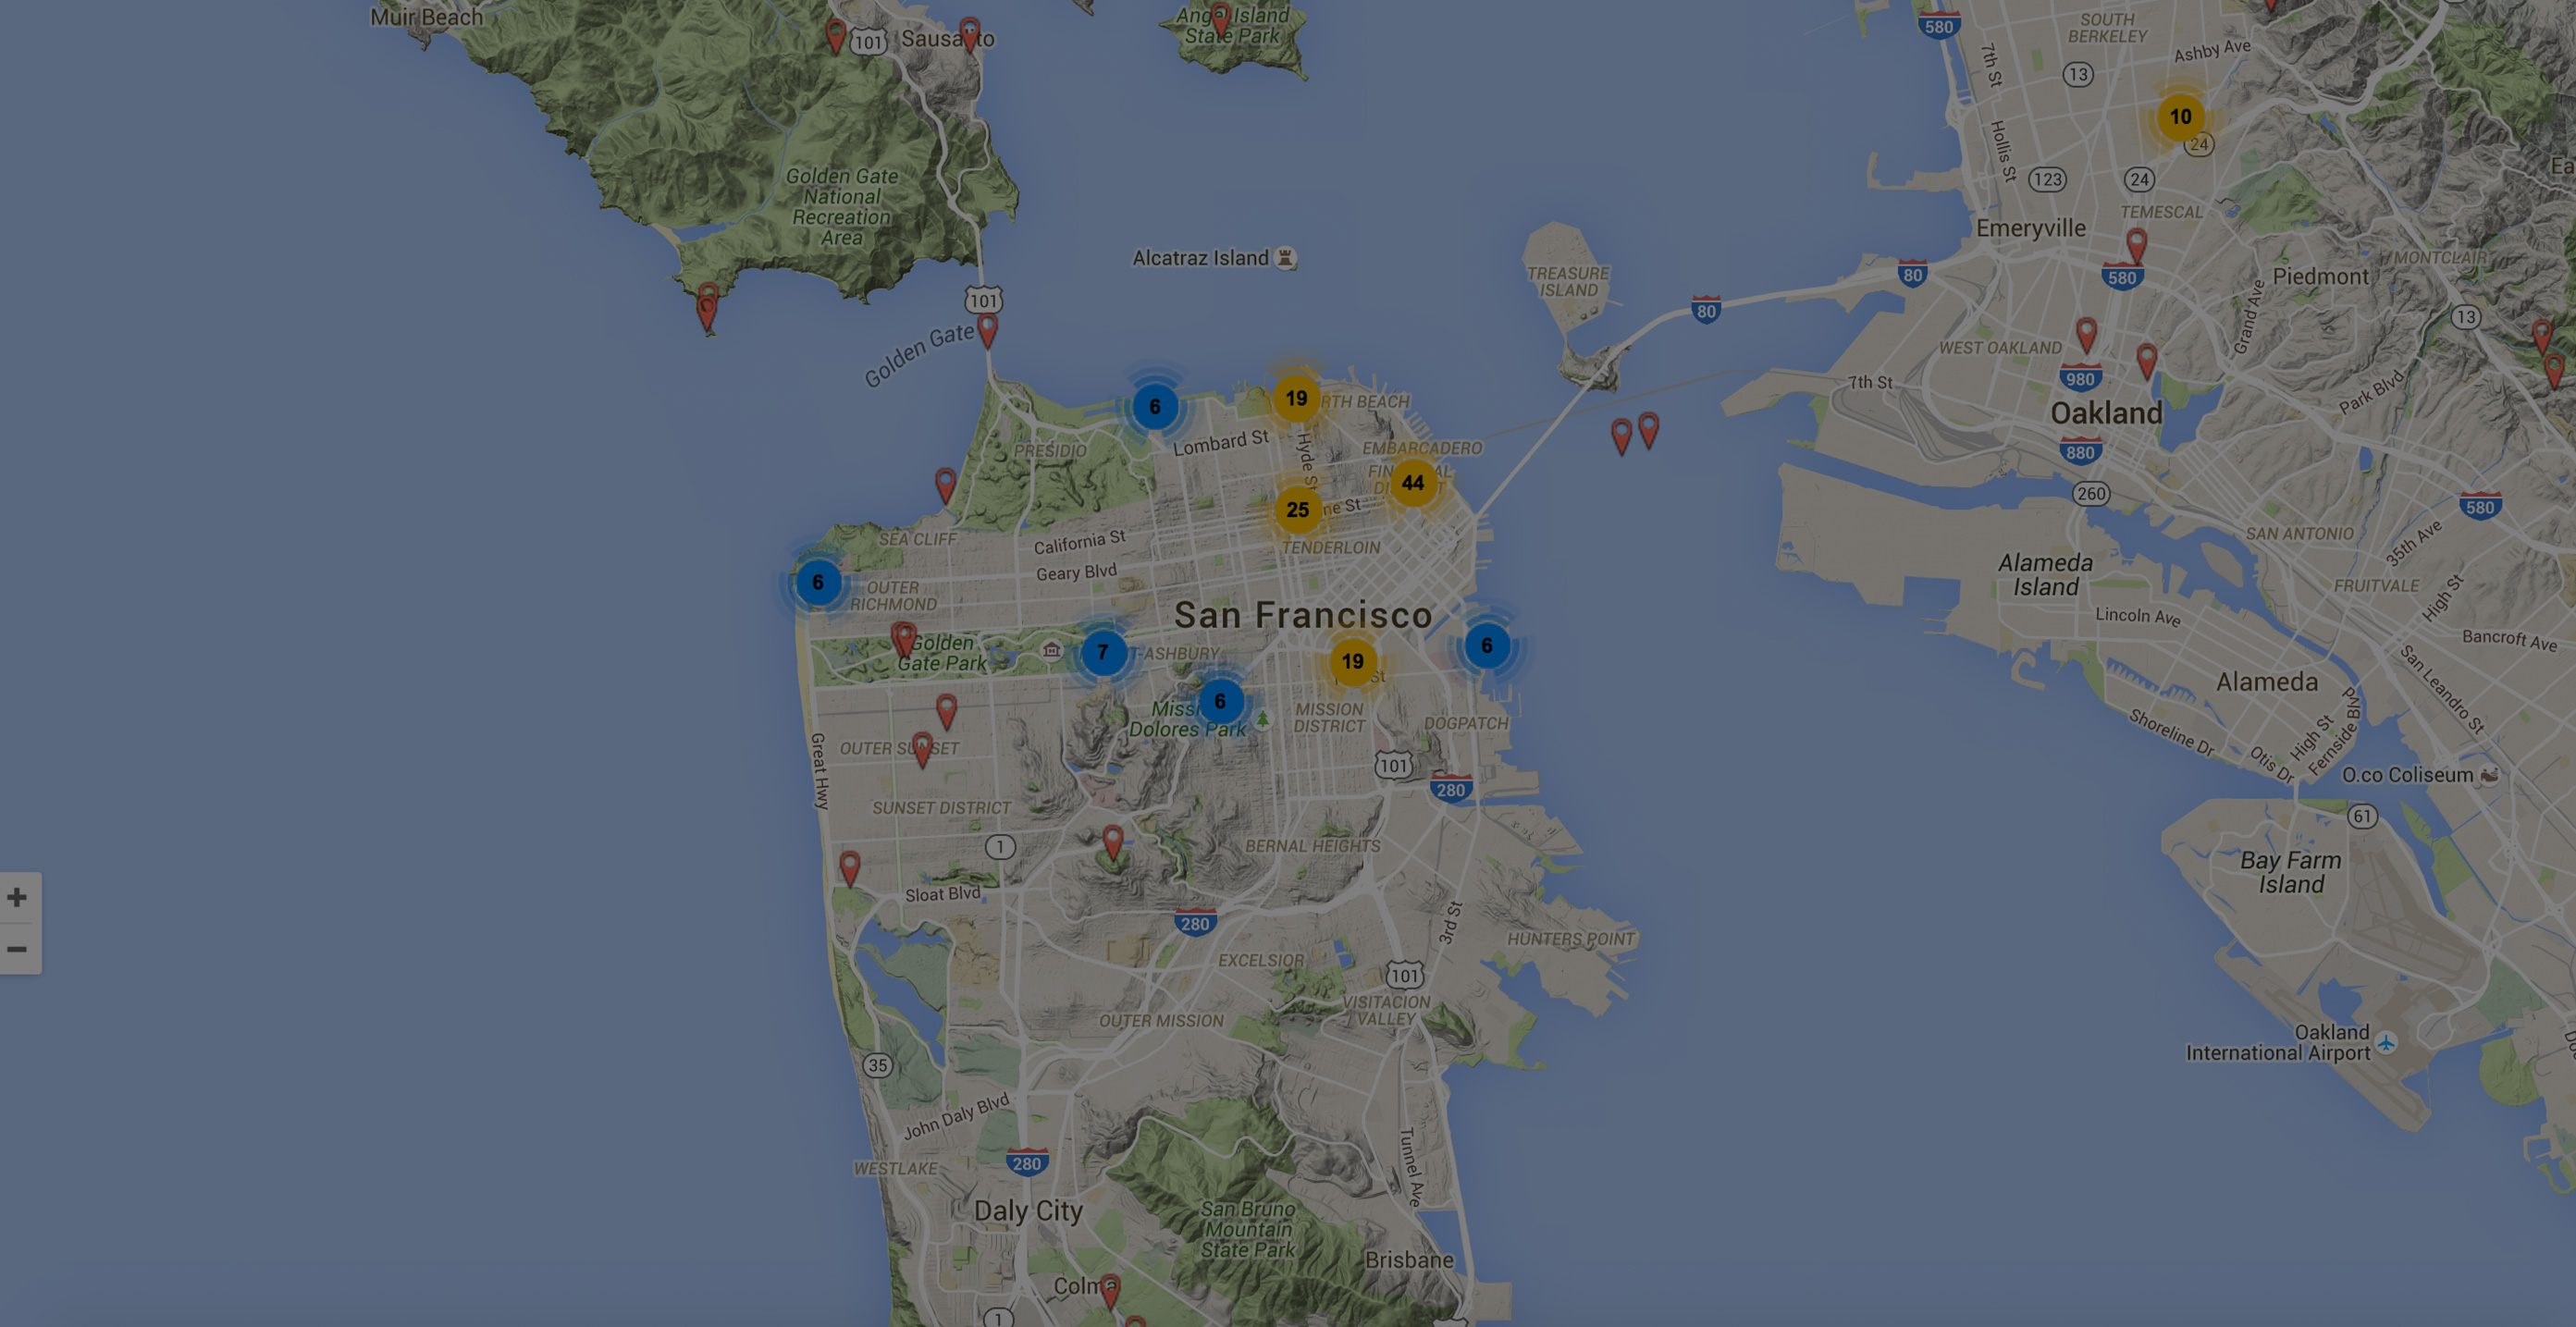 Muir Beach
101
Sausalito
Angel Island
State Park
580
SOUTH
BERKELEY
Ashby Ave
7th St
13
10
24
Hollis St
123
24
TEMESCAL
Golden Gate
National
Recreation
Area
Emeryville
Alcatraz Island
TREASURE
ISLAND
80
580
Piedmont
MONTCLAIR
101
80
13
Golden Gate
Grand Ave
WEST OAKLAND
980
7th St
Park Blvd
6
19
RTH BEACH
Oakland
Lombard St
Hyde St
EMBARCADERO
PRESIDIO
880
44
260
580
25
ne St
SAN ANTONIO
35th Ave
SEA CLIFF
California St
TENDERLOIN
Geary Blvd
Alameda
Island
6
OUTER
RICHMOND
FRUITVALE
High St
San Francisco
Lincoln Ave
Bancroft Ave
Golden
Gate Park
7
T-ASHBURY
19
6
San Leandro St
Alameda
6
Mission
Dolores Park
MISSION
DISTRICT
DOGPATCH
High St
Fernside Blvd
Shoreline Dr
Otis Dr
OUTER SUNSET
Great Hwy
101
280
O.co Coliseum
SUNSET DISTRICT
61
1
BERNAL HEIGHTS
Bay Farm
Island
Sloat Blvd
+
−
280
3rd St
HUNTERS POINT
EXCELSIOR
101
VISITACION
VALLEY
OUTER MISSION
Oakland
International Airport
35
John Daly Blvd
WESTLAKE
280
Tunnel Ave
Daly City
San Bruno
Mountain
State Park
Brisbane
Colma
1